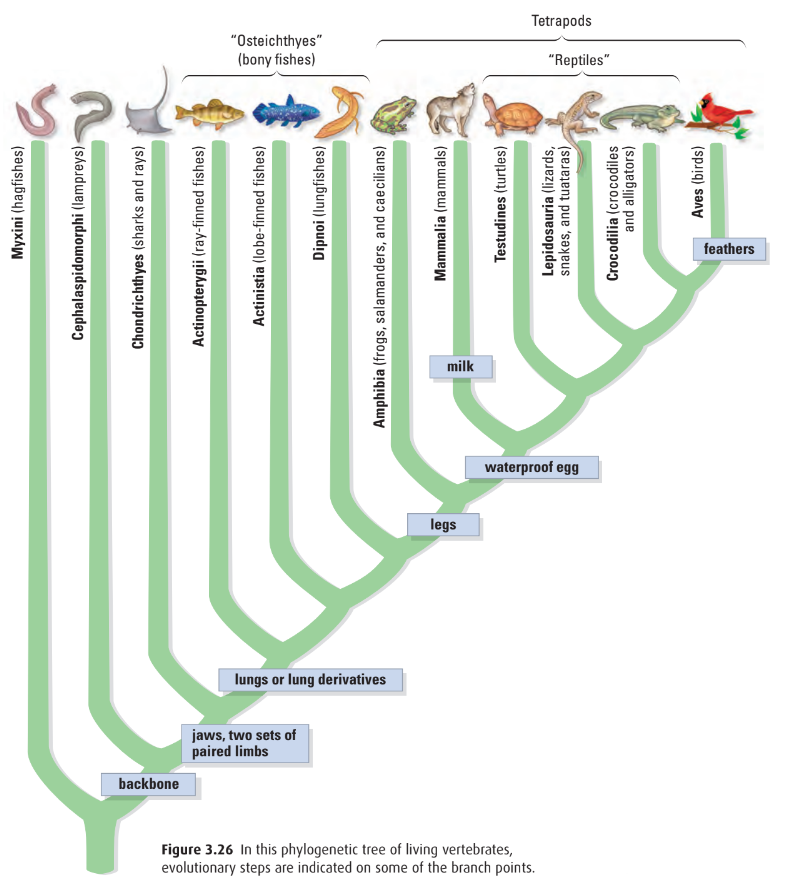 Tetrapods
"Osteichthyes"
(bony fishes)
"Reptiles"
Myxini (hagfishes)
Cephalaspidomorphi (lampreys)
Chondrichthyes (sharks and rays)
Actinopterygii (ray-finned fishes)
Actinistia (lobe-finned fishes)
Dipnoi (lungfishes)
Amphibia (frogs, salamanders, and caecilians)
Mammalia (mammals)
Testudines (turtles)
Lepidosauria (lizards,
snakes, and tuataras)
Crocodilia (crocodiles
and alligators)
Aves (birds)
feathers
milk
waterproof egg
legs
lungs or lung derivatives
jaws, two sets of
paired limbs
backbone
Figure 3.26 In this phylogenetic tree of living vertebrates,
evolutionary steps are indicated on some of the branch points.